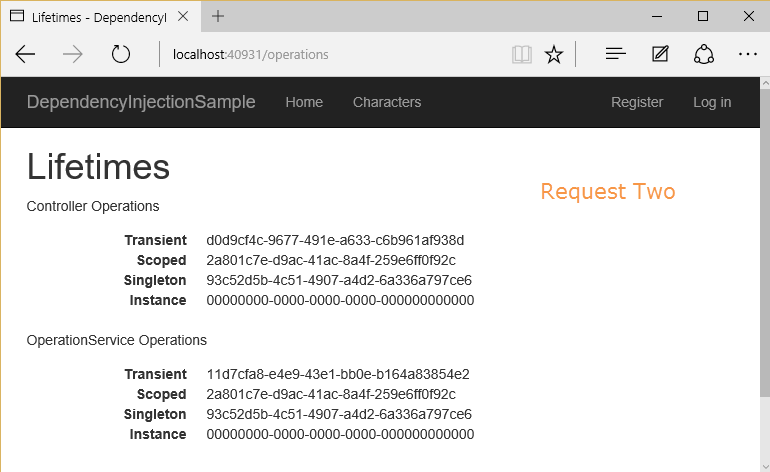 Lifetimes - DependencyI
localhost:40931/operations
DependencyInjectionSample Home Characters Register Log in
Lifetimes
Request Two
Controller Operations
Transient d0d9cf4c-9677-491e-a633-c6b961af938d
Scoped 2a801c7e-d9ac-41ac-8a4f-259e6ff0f92c
Singleton 93c52d5b-4c51-4907-a4d2-6a336a797ce6
Instance 00000000-0000-0000-0000-000000000000
OperationService Operations
Transient 11d7cfa8-e4e9-43e1-bb0e-b164a83854e2
Scoped 2a801c7e-d9ac-41ac-8a4f-259e6ff0f92c
Singleton 93c52d5b-4c51-4907-a4d2-6a336a797ce6
Instance 00000000-0000-0000-0000-000000000000